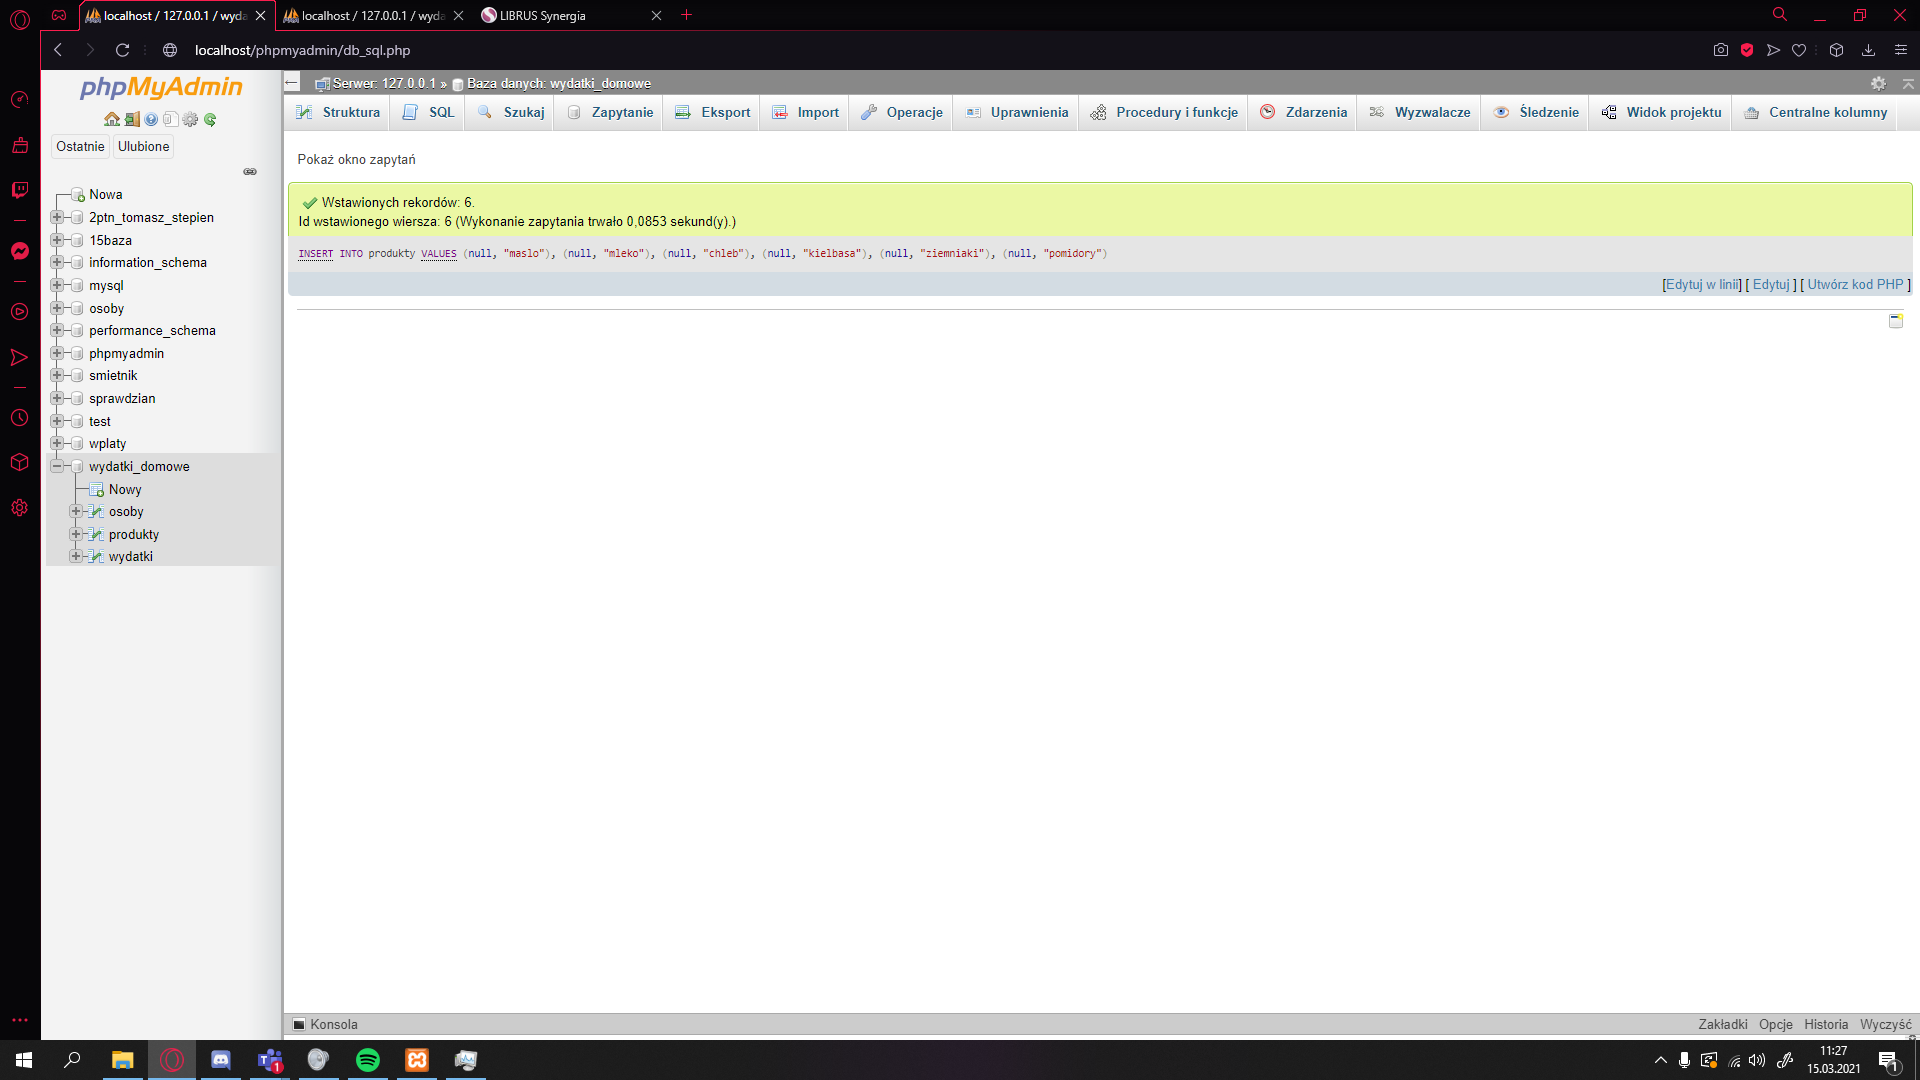 localhost / 127.0.0.1 / wyda
localhost / 127.0.0.1 / wyda
LIBRUS Synergia
localhost/phpmyadmin/db_sql.php
phpMyAdmin
Ostatnie
Ulubione
Nowa
2ptn_tomasz_stepien
15baza
information_schema
mysql
osoby
performance_schema
phpmyadmin
smietnik
sprawdzian
test
wplaty
wydatki_domowe
Nowy
osoby
produkty
wydatki
Serwer: 127.0.0.1 » Baza danych: wydatki_domowe
Struktura SQL Szukaj Zapytanie Eksport Import Operacje Uprawnienia Procedury i funkcje Zdarzenia Wyzwalacze Śledzenie Widok projektu Centralne kolumny
Pokaż okno zapytań
Wstawionych rekordów: 6.
Id wstawionego wiersza: 6 (Wykonanie zapytania trwało 0,0853 sekund(y).)
INSERT INTO produkty VALUES (null, "maslo"), (null, "mleko"), (null, "chleb"), (null, "kielbasa"), (null, "ziemniaki"), (null, "pomidory")
[Edytuj w linii] [ Edytuj ] [ Utwórz kod PHP ]
Konsola
Zakładki Opcje Historia Wyczyść
1
11:27
15.03.2021
1